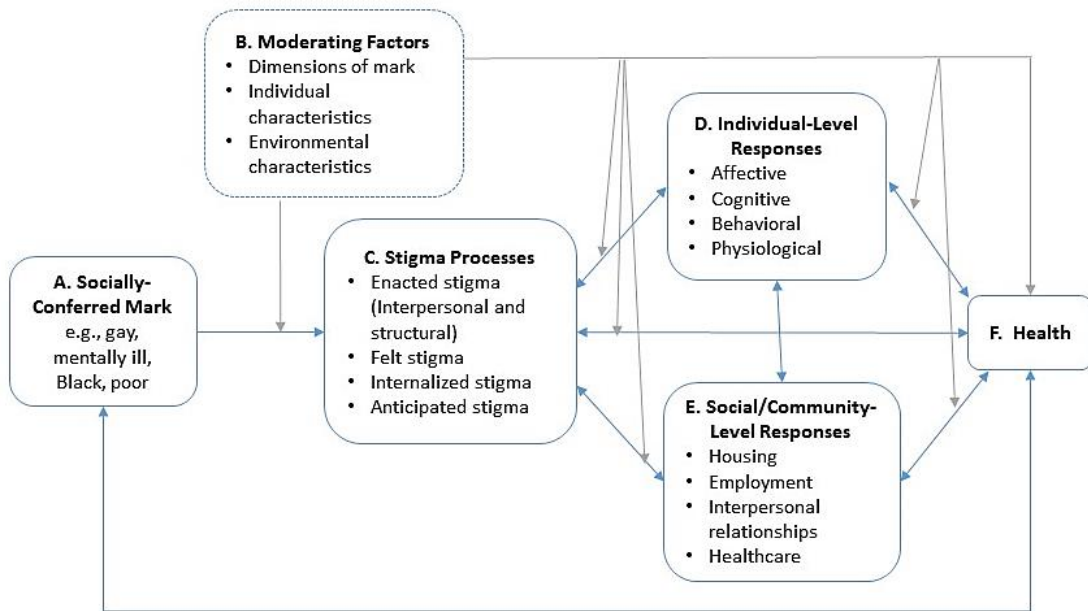 B. Moderating Factors
• Dimensions of mark
• Individual
characteristics
• Environmental
characteristics
A. Socially-
Conferred Mark
e.g., gay,
mentally ill,
Black, poor
C. Stigma Processes
• Enacted stigma
(Interpersonal and
structural)
• Felt stigma
• Internalized stigma
• Anticipated stigma
D. Individual-Level
Responses
• Affective
• Cognitive
• Behavioral
• Physiological
E. Social/Community-
Level Responses
• Housing
• Employment
• Interpersonal
relationships
• Healthcare
F. Health